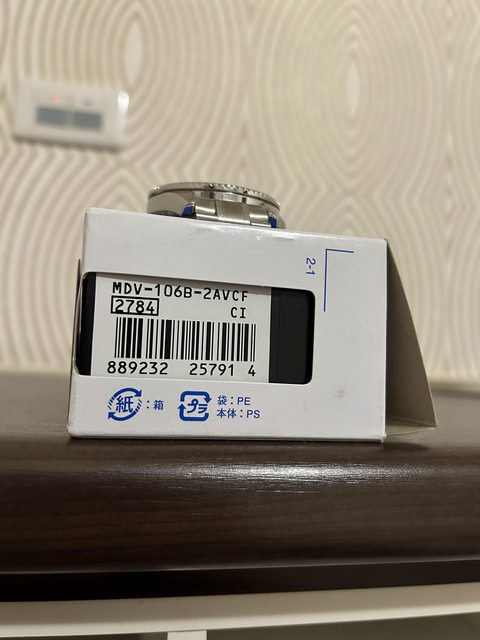 2-1
MDV-106B-2AVCF
2784 CI
889232 25791 4
紙 : 箱
プラ 袋 : PE
本体 : PS